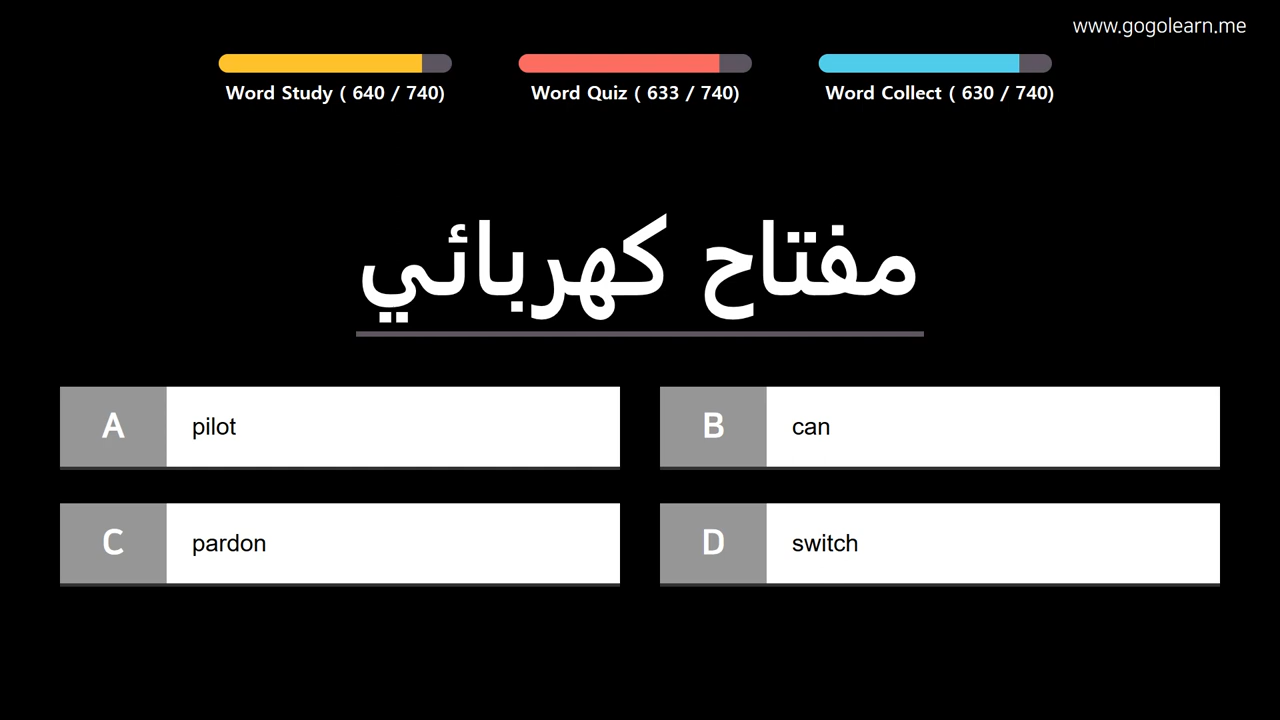 www.gogolearn.me
Word Study ( 640 / 740)
Word Quiz ( 633 / 740)
Word Collect ( 630 / 740)
مفتاح كهربائي
A pilot
B can
C pardon
D switch